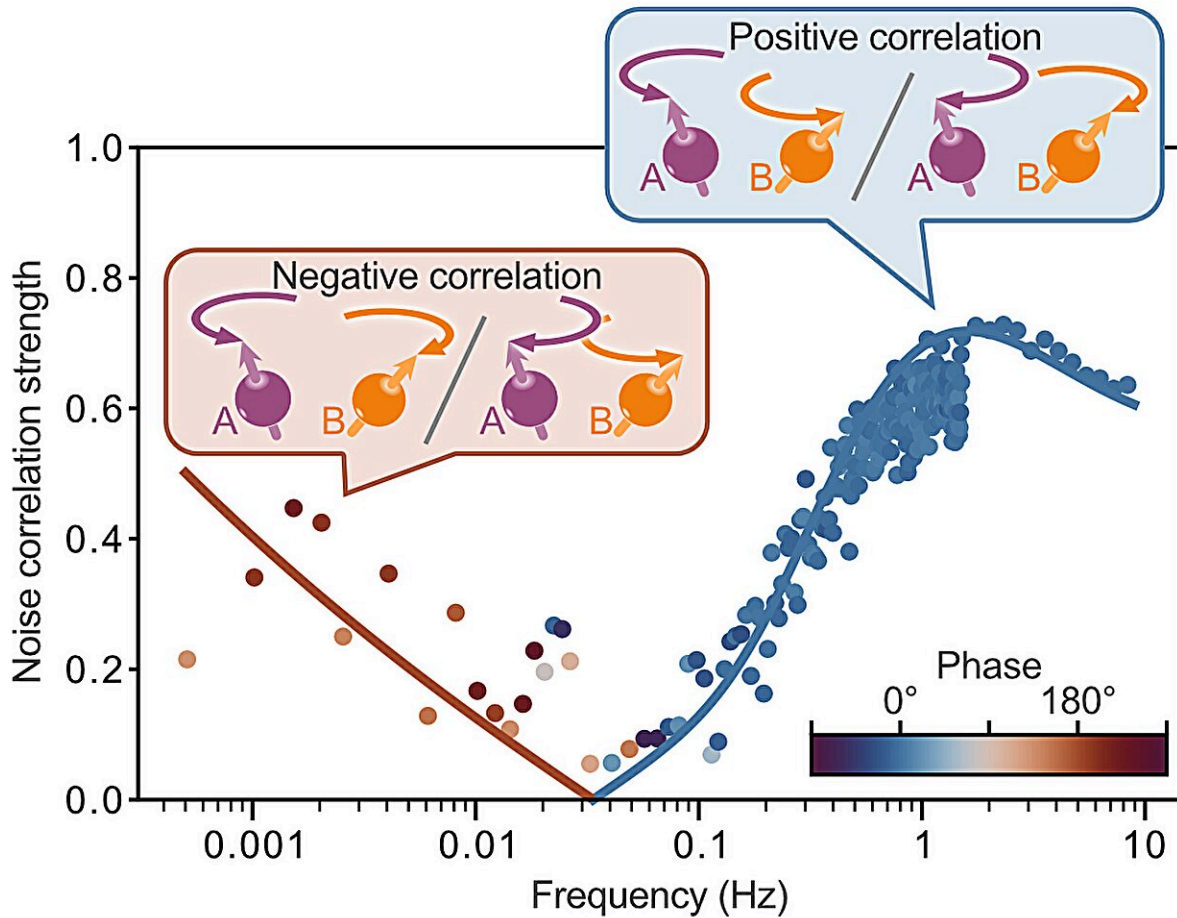 Positive correlation
A B A B
1.0
Negative correlation
A B A B
0.8
0.6
0.4
0.2
0.0
Noise correlation strength
Phase
0° 180°
0.001 0.01 0.1 1 10
Frequency (Hz)